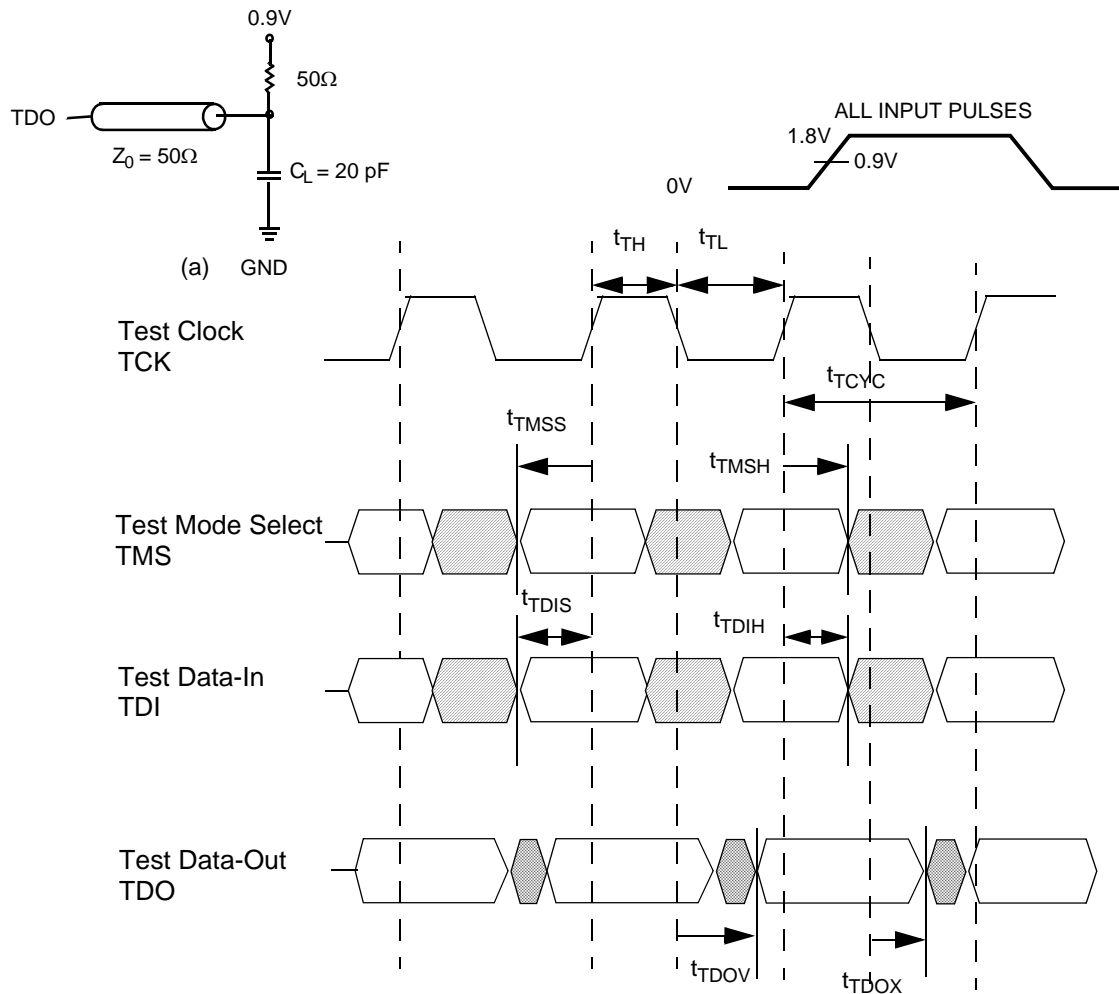 0.9V
50Ω
TDO
Z0 = 50Ω
CL = 20 pF
(a) GND
ALL INPUT PULSES
1.8V
0.9V
0V
tTH
tTL
Test Clock
TCK
tTCYC
tTMSS
tTMSH
Test Mode Select
TMS
tTDIS
tTDIH
Test Data-In
TDI
Test Data-Out
TDO
tTDOV
tTDOX